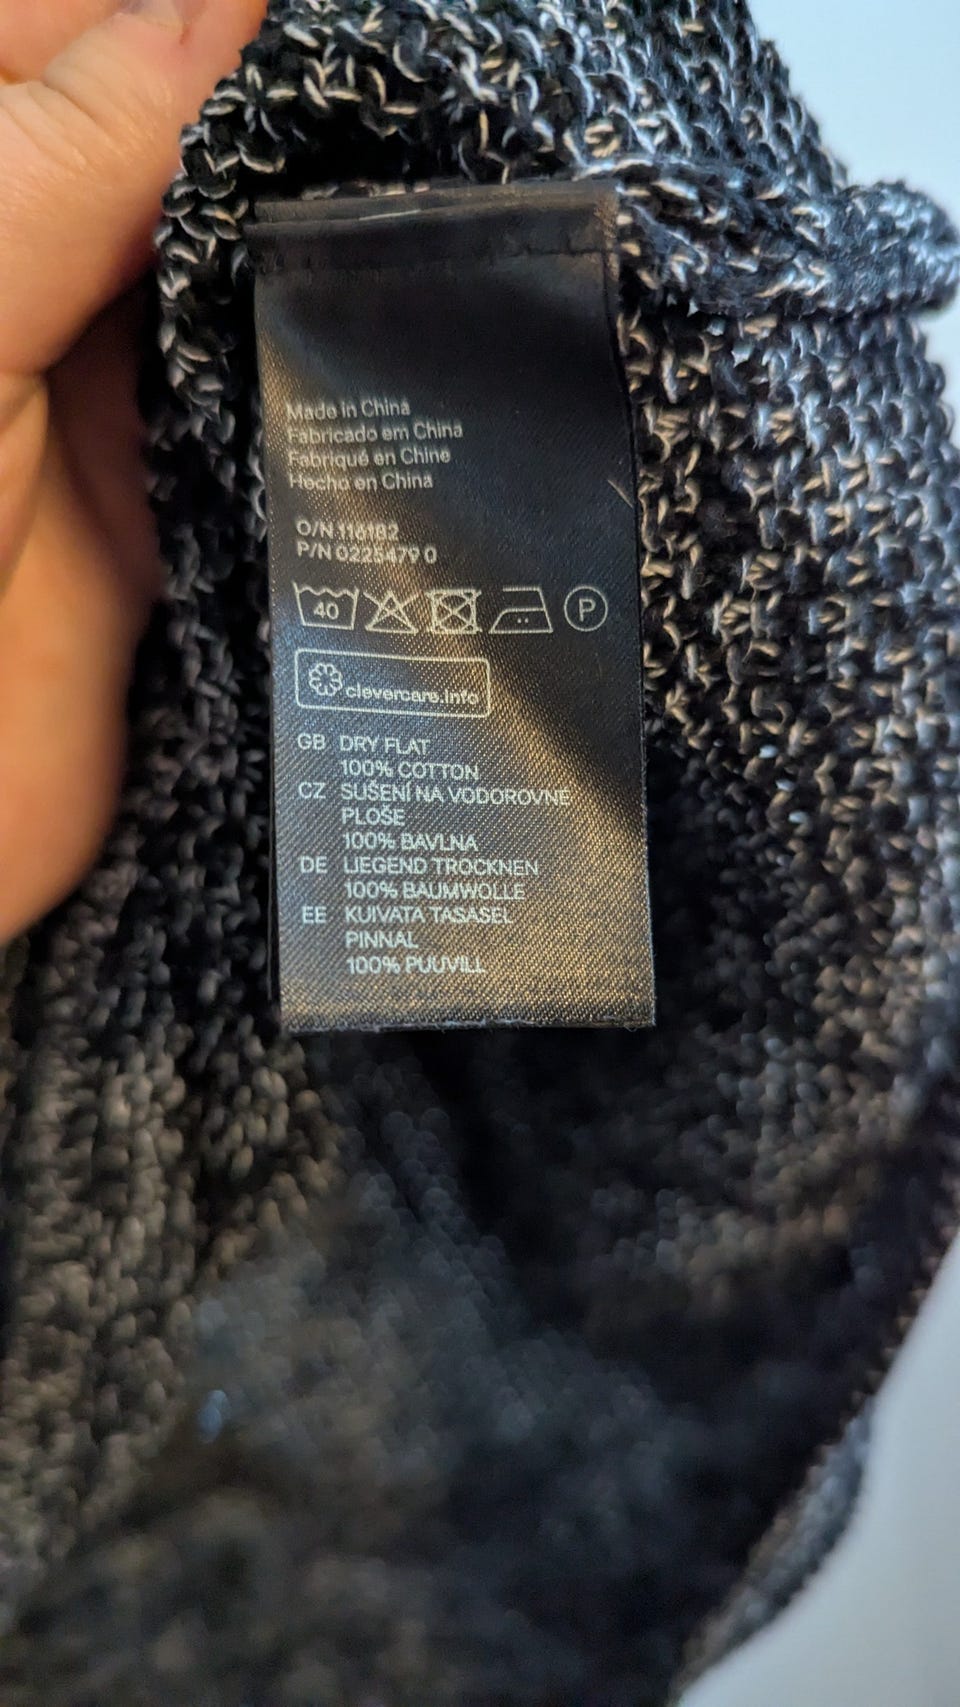 Made in China
Fabricado em China
Fabriqué en Chine
Hecho en China
O/N 116182
P/N 0225479 0
40 P
clevercare.info
GB DRY FLAT
100% COTTON
CZ SUŠENÍ NA VODOROVNÉ
PLOŠE
100% BAVLNA
DE LIEGEND TROCKNEN
100% BAUMWOLLE
EE KUIVATA TASASEL
PINNAL
100% PUUVILL